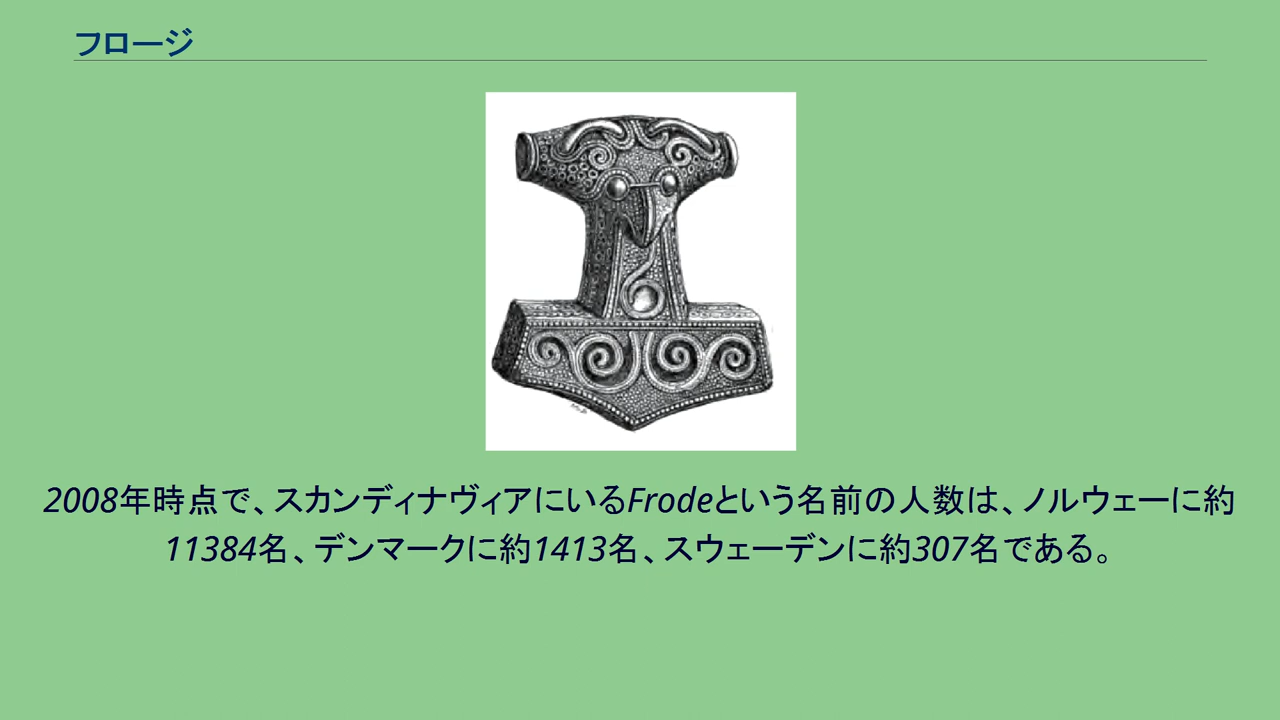 フロージ
2008年時点で、スカンディナヴィアにいるFrodeという名前の人数は、ノルウェーに約
11384名、デンマークに約1413名、スウェーデンに約307名である。